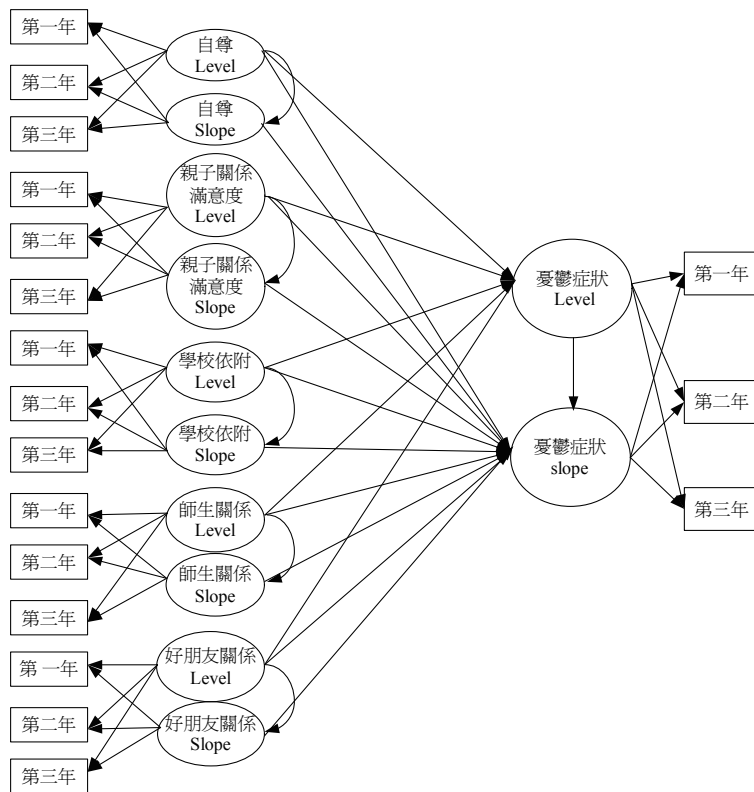 第一年
第二年
第三年
自尊
Level
自尊
Slope
第一年
第二年
第三年
親子關係
滿意度
Level
親子關係
滿意度
Slope
第一年
第二年
第三年
學校依附
Level
學校依附
Slope
第一年
第二年
第三年
師生關係
Level
師生關係
Slope
第 一年
第二年
第三年
好朋友關係
Level
好朋友關係
Slope
憂鬱症狀
Level
憂鬱症狀
slope
第一年
第二年
第三年